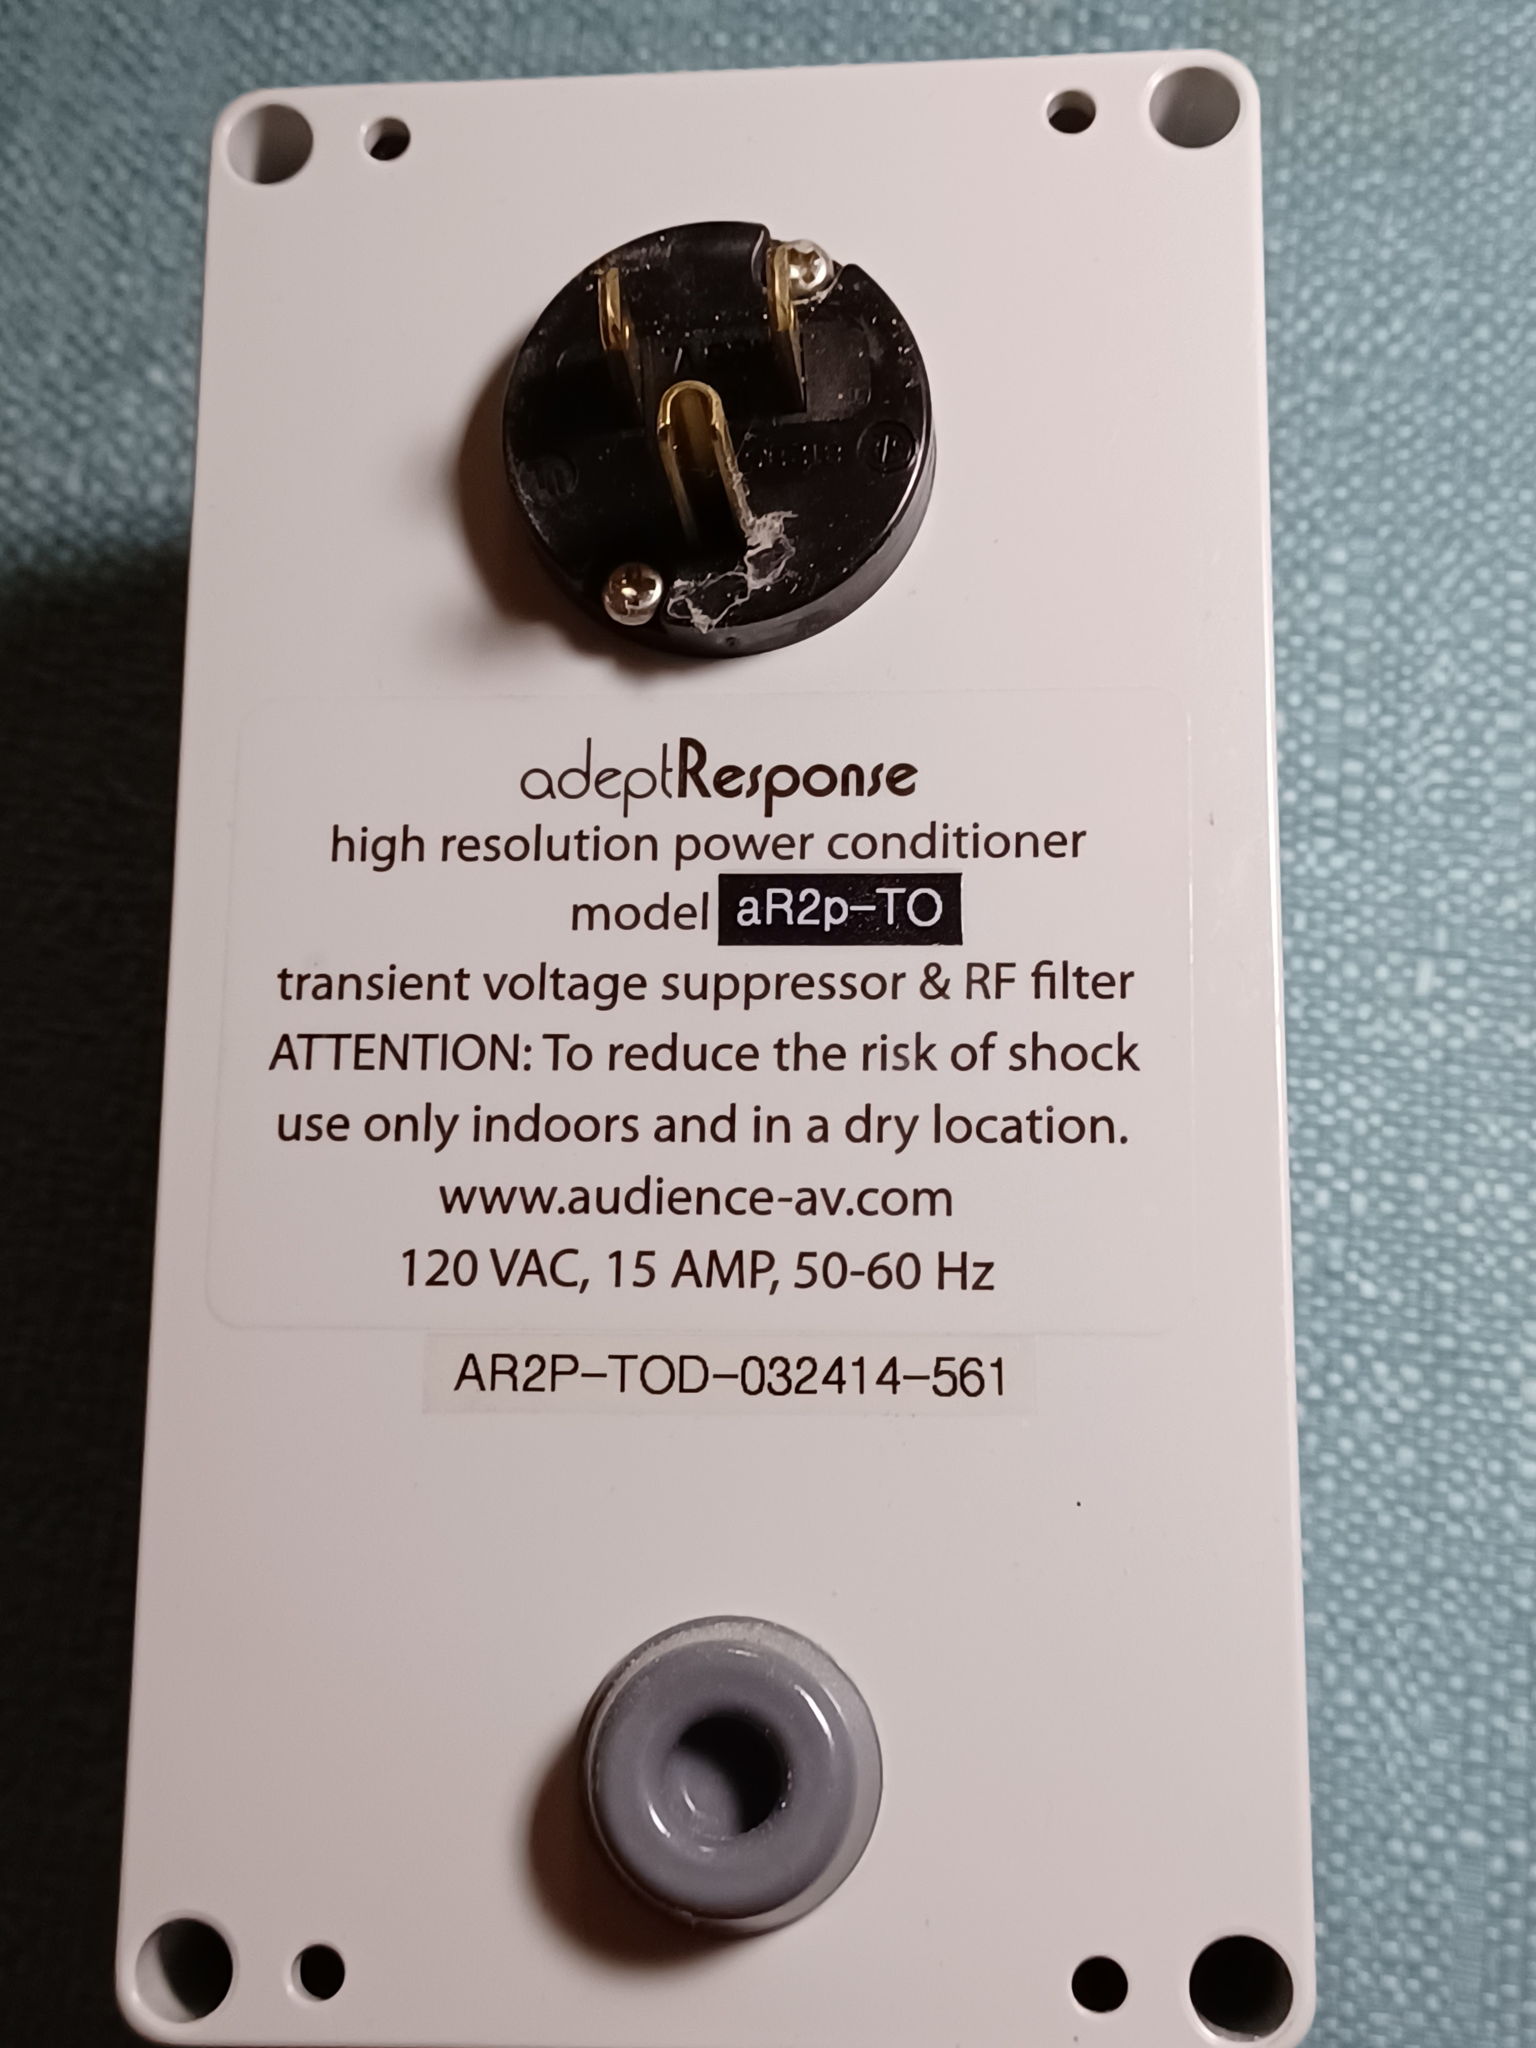 adeptResponse
high resolution power conditioner
model aR2p-TO
transient voltage suppressor & RF filter
ATTENTION: To reduce the risk of shock
use only indoors and in a dry location.
www.audience-av.com
120 VAC, 15 AMP, 50-60 Hz
AR2P-TOD-032414-561